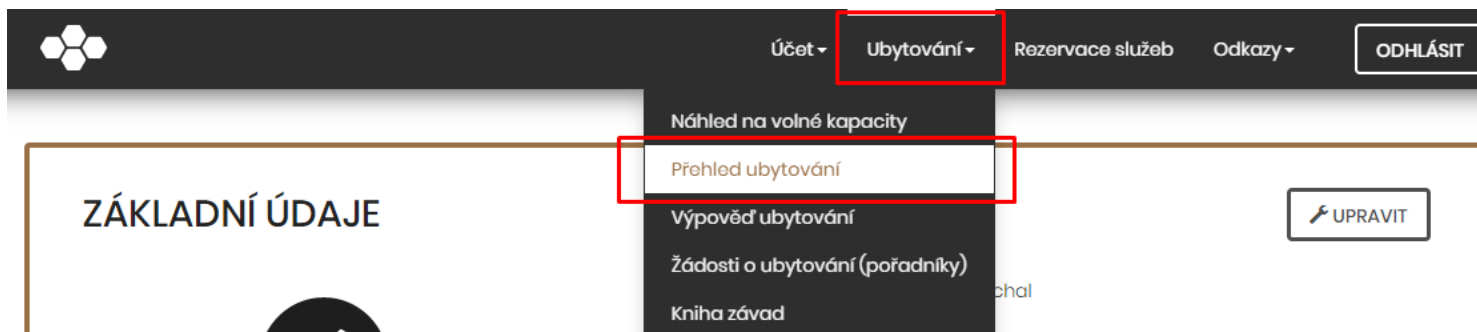 Účet Ubytování Rezervace služeb Odkazy ODHLÁSIT
Náhled na volné kapacity
Přehled ubytování
ZÁKLADNÍ ÚDAJE
UPRAVIT
Výpověď ubytování
Žádosti o ubytování (pořadníky)
chal
Kniha závad